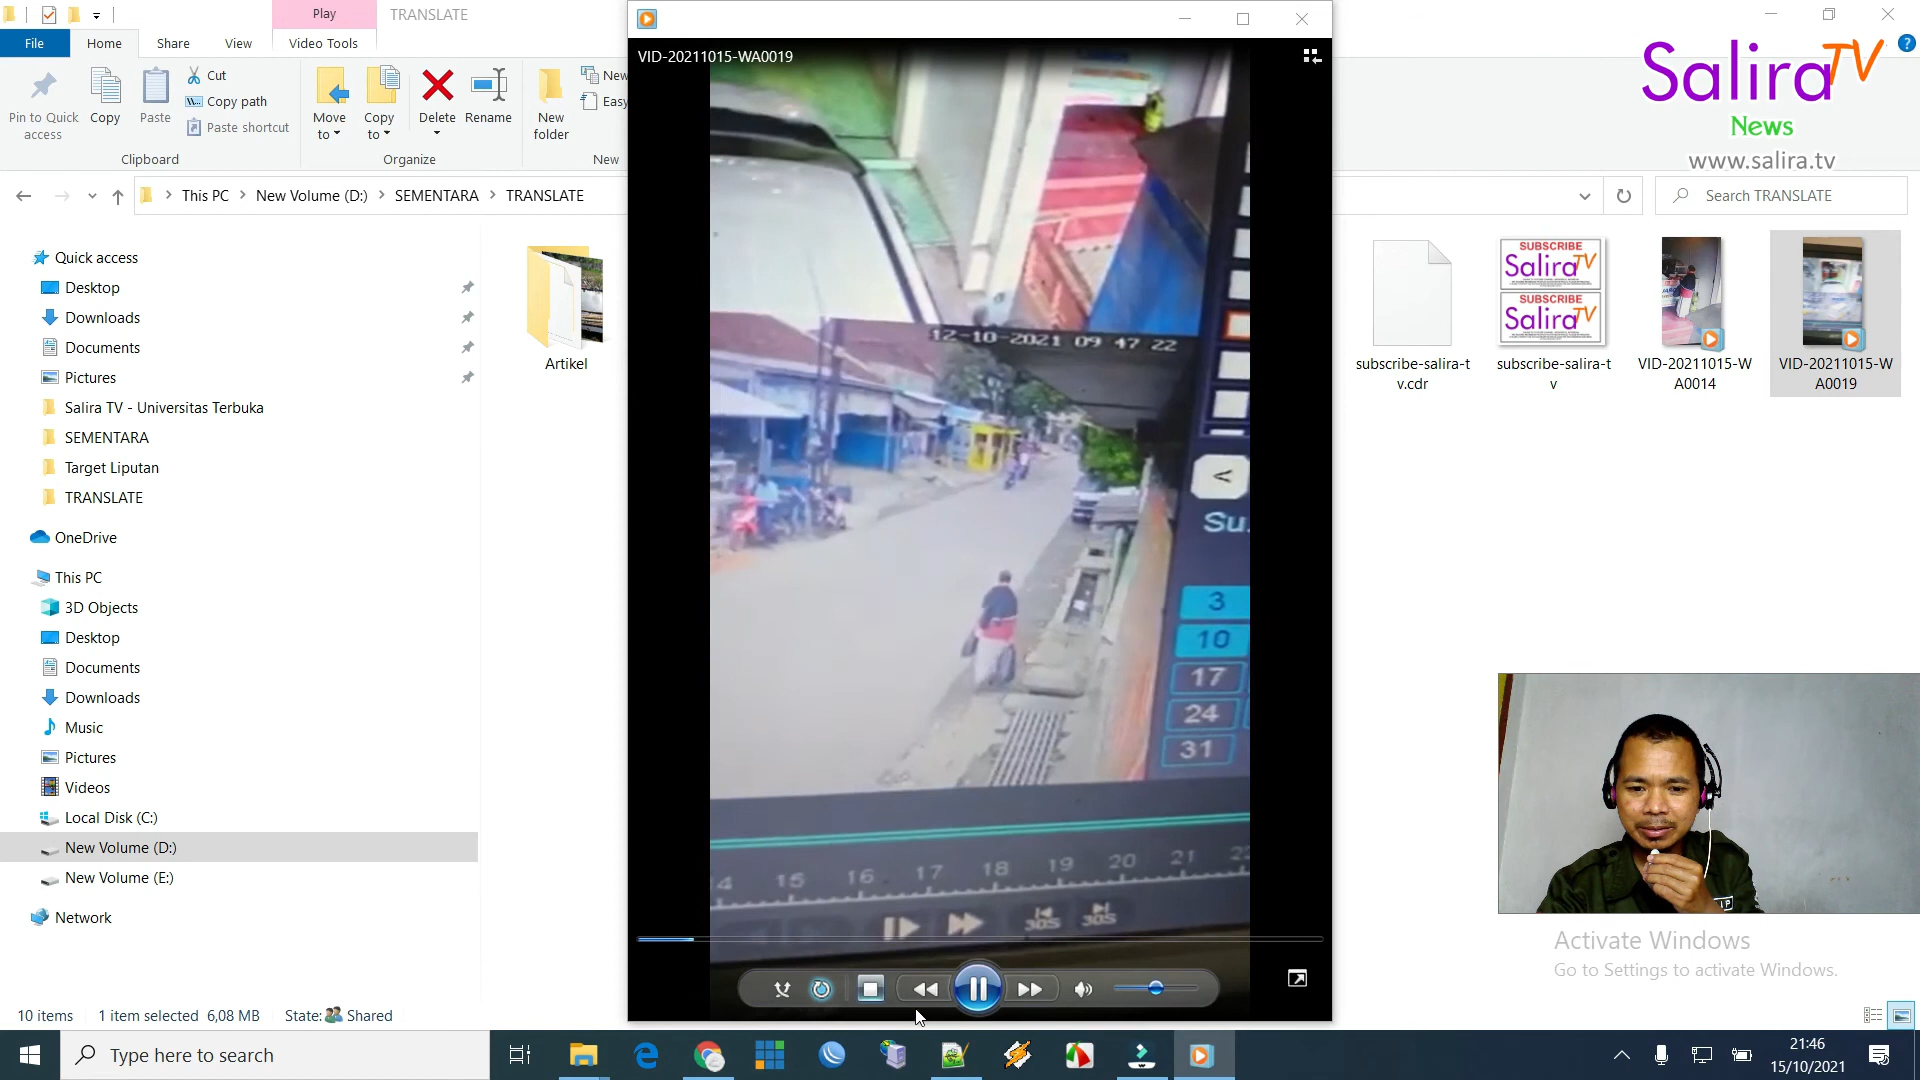 Play
TRANSLATE
File
Home
Share
View
Video Tools
Pin to Quick access
Copy
Paste
Cut
Copy path
Paste shortcut
Clipboard
Move to
Copy to
Delete
Rename
Organize
New folder
New
Easy
New
This PC
New Volume (D:)
SEMENTARA
TRANSLATE
Search TRANSLATE
Salira TV
News
www.salira.tv
Quick access
Desktop
Downloads
Documents
Pictures
Salira TV - Universitas Terbuka
SEMENTARA
Target Liputan
TRANSLATE
OneDrive
This PC
3D Objects
Desktop
Documents
Downloads
Music
Pictures
Videos
Local Disk (C:)
New Volume (D:)
New Volume (E:)
Network
Artikel
VID-20211015-WA0019
12-10-2021 09 47 22
<
Su
3
10
17
24
31
15 16 17 18 19 20 21
30S 30S
SUBSCRIBE
Salira TV
SUBSCRIBE
Salira TV
subscribe-salira-t
v.cdr
subscribe-salira-t
v
VID-20211015-W
A0014
VID-20211015-W
A0019
Activate Windows
Go to Settings to activate Windows.
10 items
1 item selected 6,08 MB
State: Shared
Type here to search
21:46
15/10/2021